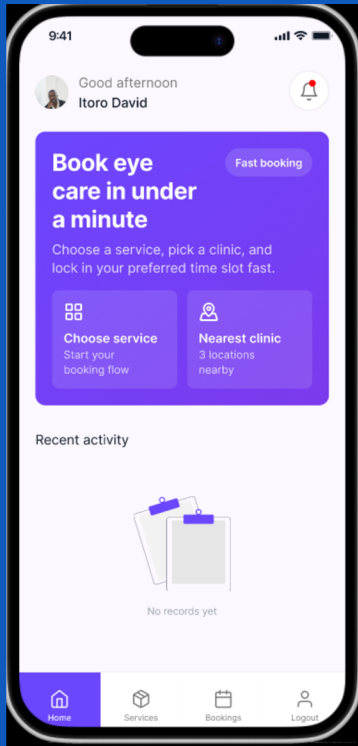 9:41
Good afternoon
Itoro David
Book eye
care in under
a minute
Fast booking
Choose a service, pick a clinic, and
lock in your preferred time slot fast.
Choose service
Start your
booking flow
Nearest clinic
3 locations
nearby
Recent activity
No records yet
Home
Services
Bookings
Logout